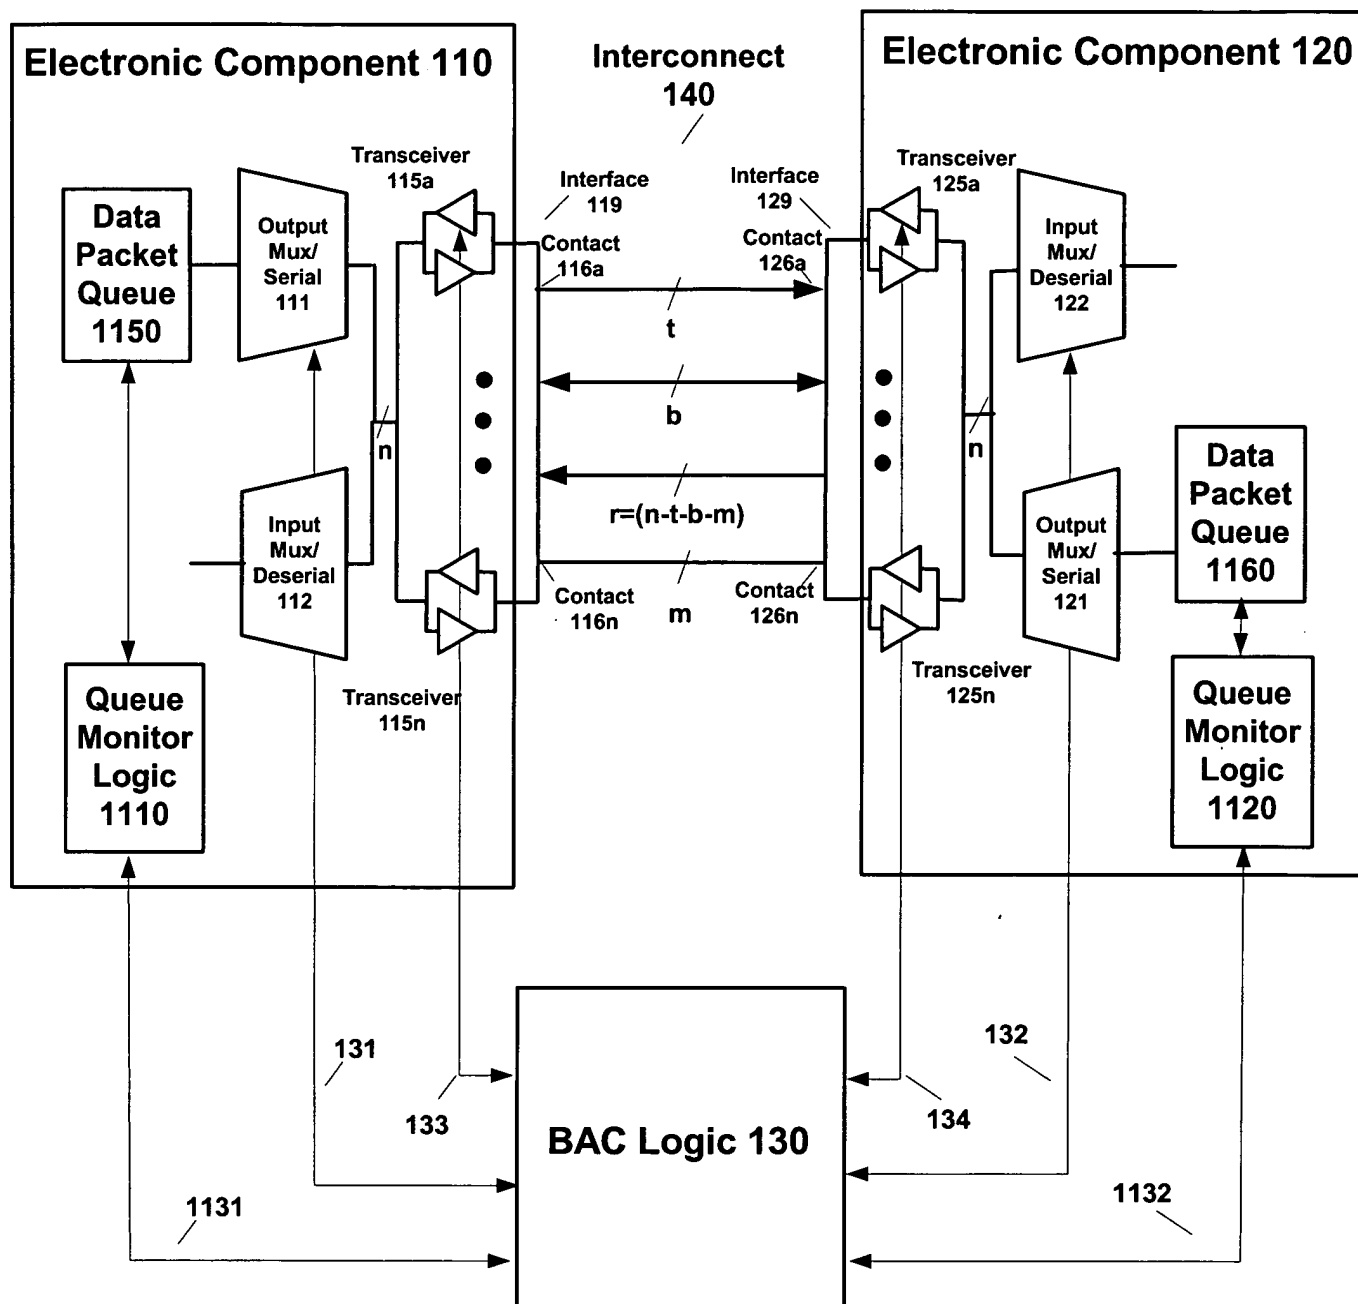 Electronic Component 110
Interconnect
140
Electronic Component 120
Transceiver
115a
Interface
119
Interface
129
Transceiver
125a
Data
Packet
Queue
1150
Output
Mux/
Serial
111
Contact
116a
Contact
126a
Input
Mux/
Deserial
122
t
b
n
n
r=(n-t-b-m)
Input
Mux/
Deserial
112
Output
Mux/
Serial
121
Data
Packet
Queue
1160
Contact
116n
m
Contact
126n
Transceiver
115n
Transceiver
125n
Queue
Monitor
Logic
1110
Queue
Monitor
Logic
1120
131
133
132
134
BAC Logic 130
1131
1132